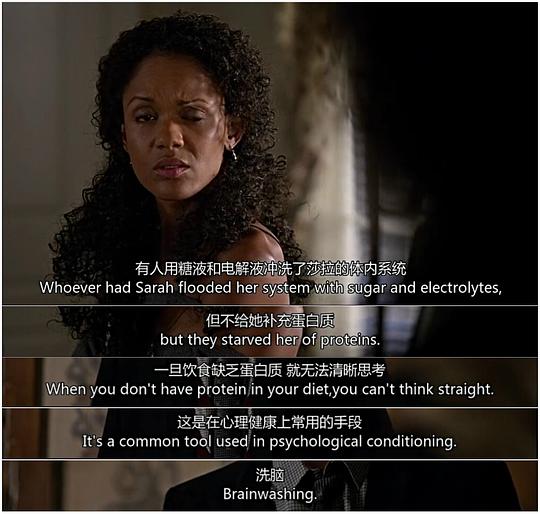 有人用糖液和电解液冲洗了莎拉的体内系统
Whoever had Sarah flooded her system with sugar and electrolytes,
但不给她补充蛋白质
but they starved her of proteins.
一旦饮食缺乏蛋白质 就无法清晰思考
When you don't have protein in your diet,you can't think straight.
这是在心理健康上常用的手段
It's a common tool used in psychological conditioning.
洗脑
Brainwashing.